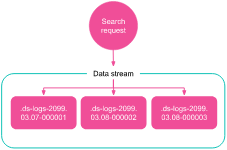 Search
request
Data stream
.ds-logs-2099.
03.07-000001
.ds-logs-2099.
03.08-000002
.ds-logs-2099.
03.08-000003